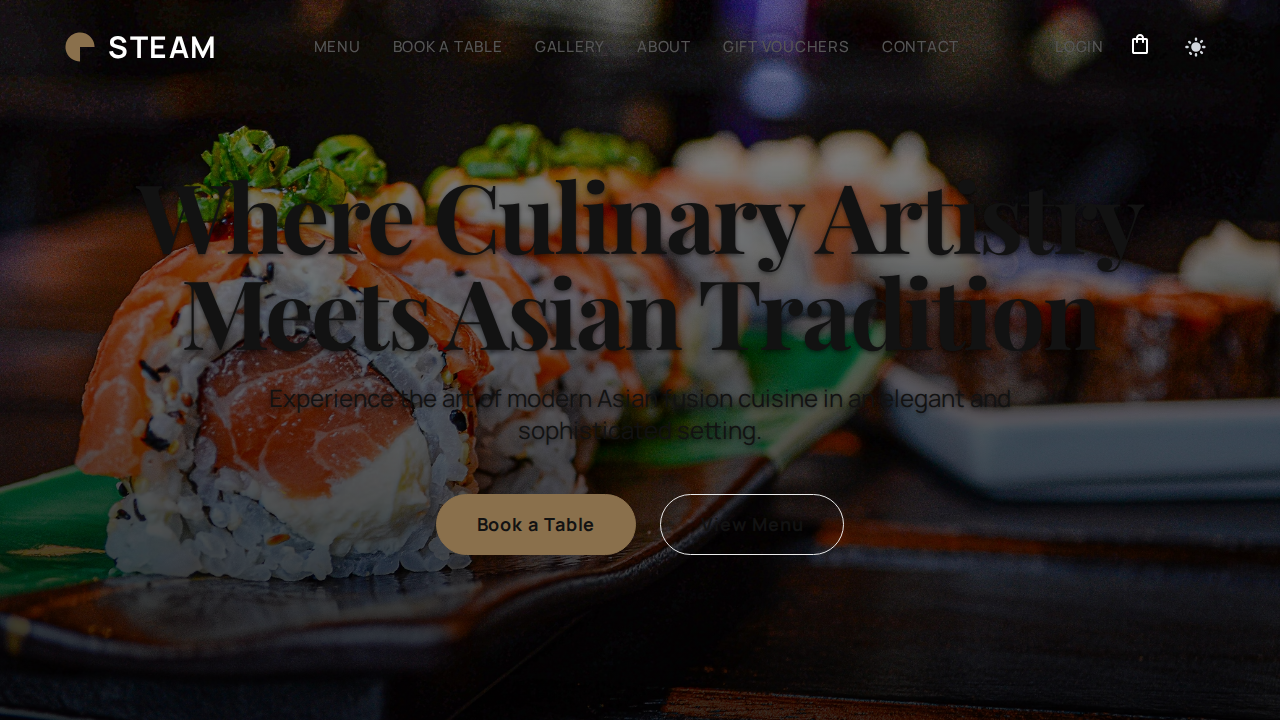 STEAM
MENU BOOK A TABLE GALLERY ABOUT GIFT VOUCHERS CONTACT LOGIN
Where Culinary Artistry
Meets Asian Tradition
Experience the art of modern Asian fusion cuisine in an elegant and
sophisticated setting.
Book a Table View Menu